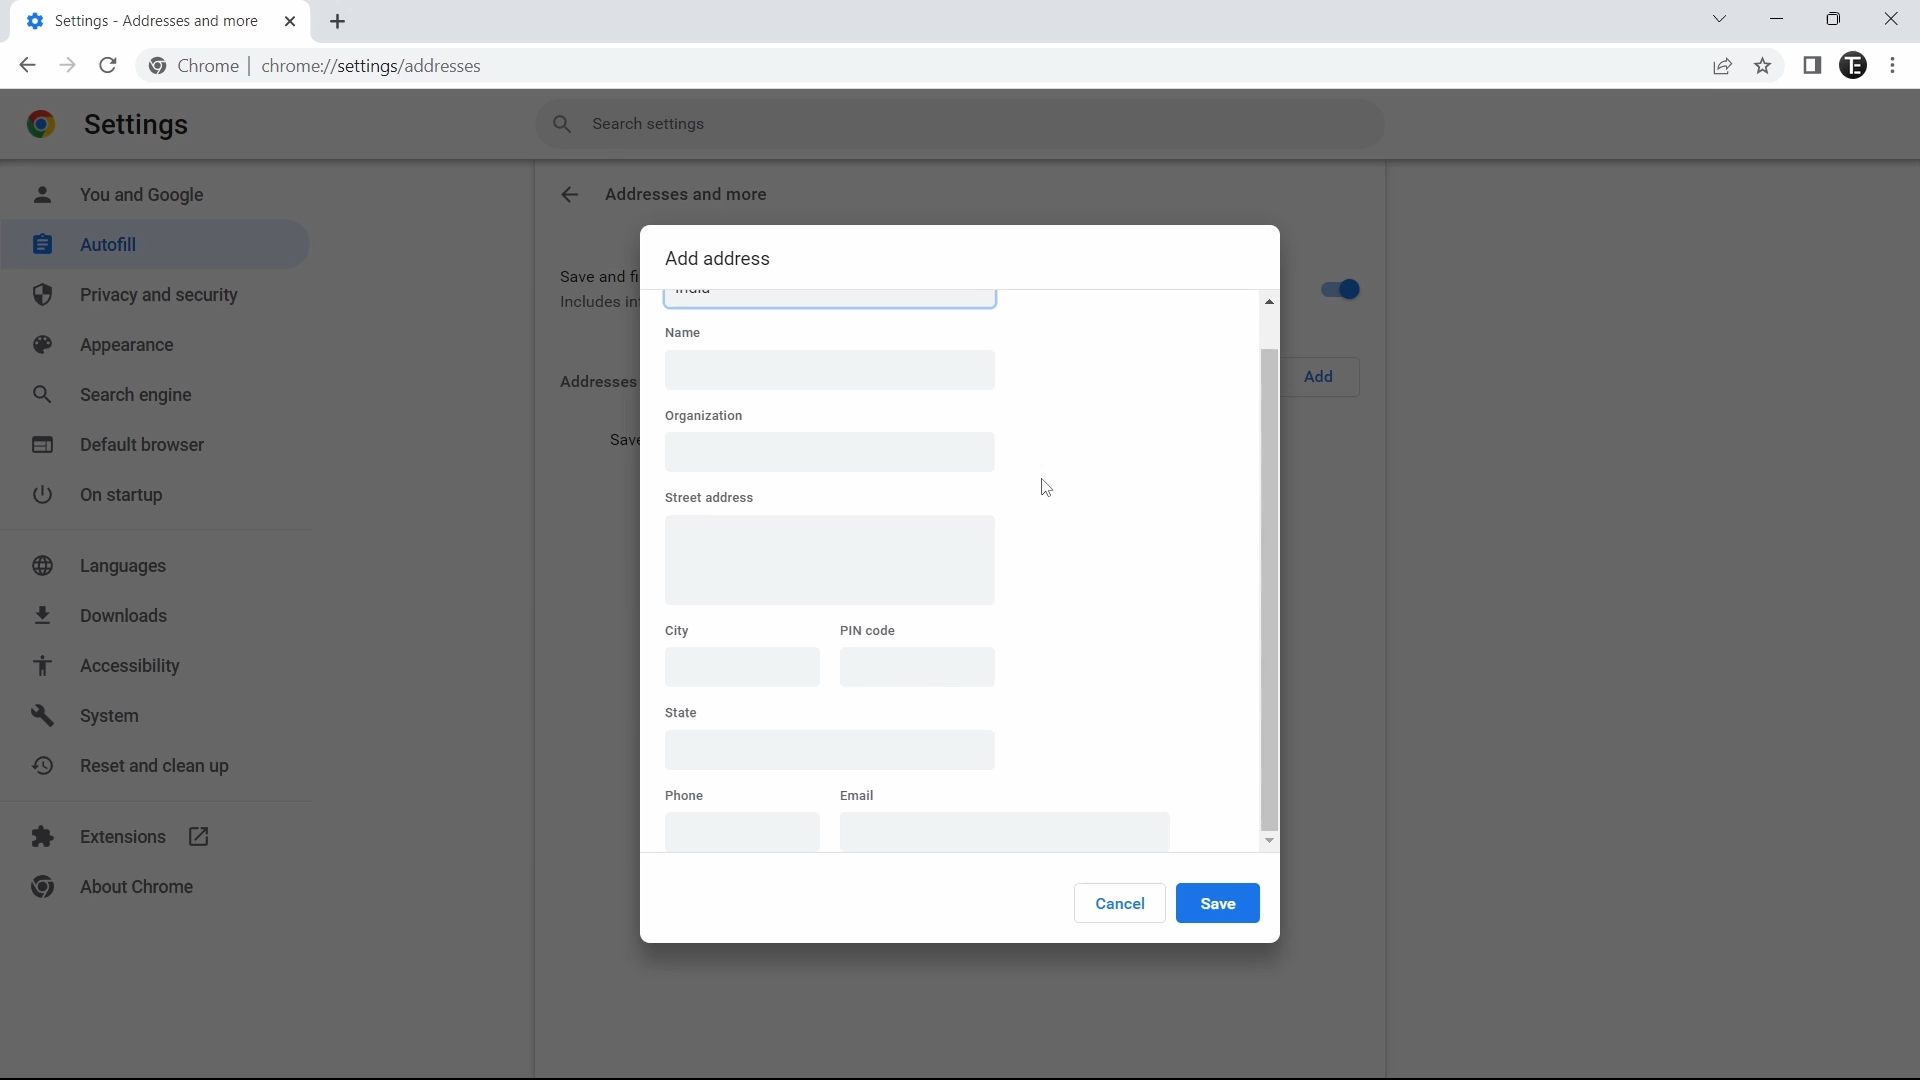 Settings - Addresses and more
Chrome | chrome://settings/addresses
TE
Settings
Search settings
You and Google
Autofill
Privacy and security
Appearance
Search engine
Default browser
On startup
Languages
Downloads
Accessibility
System
Reset and clean up
Extensions
About Chrome
Addresses and more
Save and fi
Includes in
Addresses
Add
Save
Add address
India
Name
Organization
Street address
City PIN code
State
Phone Email
Cancel Save